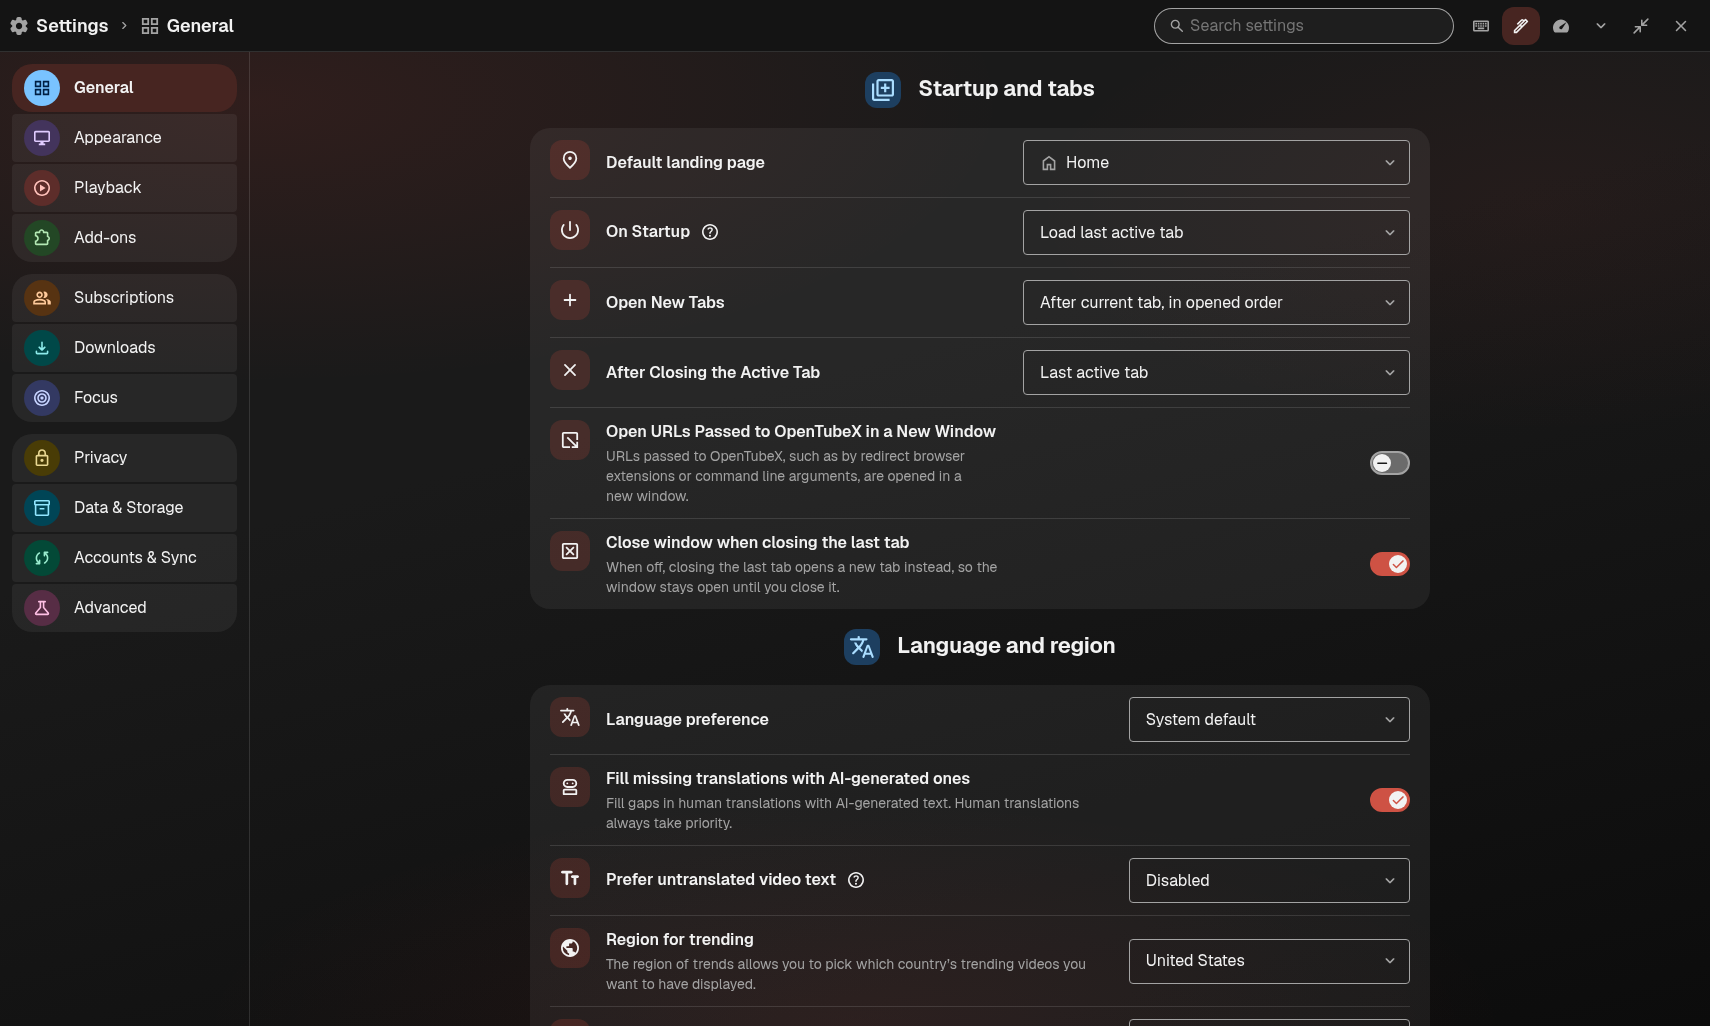 Settings › General
Search settings
General
Appearance
Playback
Add-ons
Subscriptions
Downloads
Focus
Privacy
Data & Storage
Accounts & Sync
Advanced
Startup and tabs
Default landing page
Home
On Startup
Load last active tab
Open New Tabs
After current tab, in opened order
After Closing the Active Tab
Last active tab
Open URLs Passed to OpenTubeX in a New Window
URLs passed to OpenTubeX, such as by redirect browser
extensions or command line arguments, are opened in a
new window.
Close window when closing the last tab
When off, closing the last tab opens a new tab instead, so the
window stays open until you close it.
Language and region
Language preference
System default
Fill missing translations with AI-generated ones
Fill gaps in human translations with AI-generated text. Human translations
always take priority.
Prefer untranslated video text
Disabled
Region for trending
The region of trends allows you to pick which country's trending videos you
want to have displayed.
United States